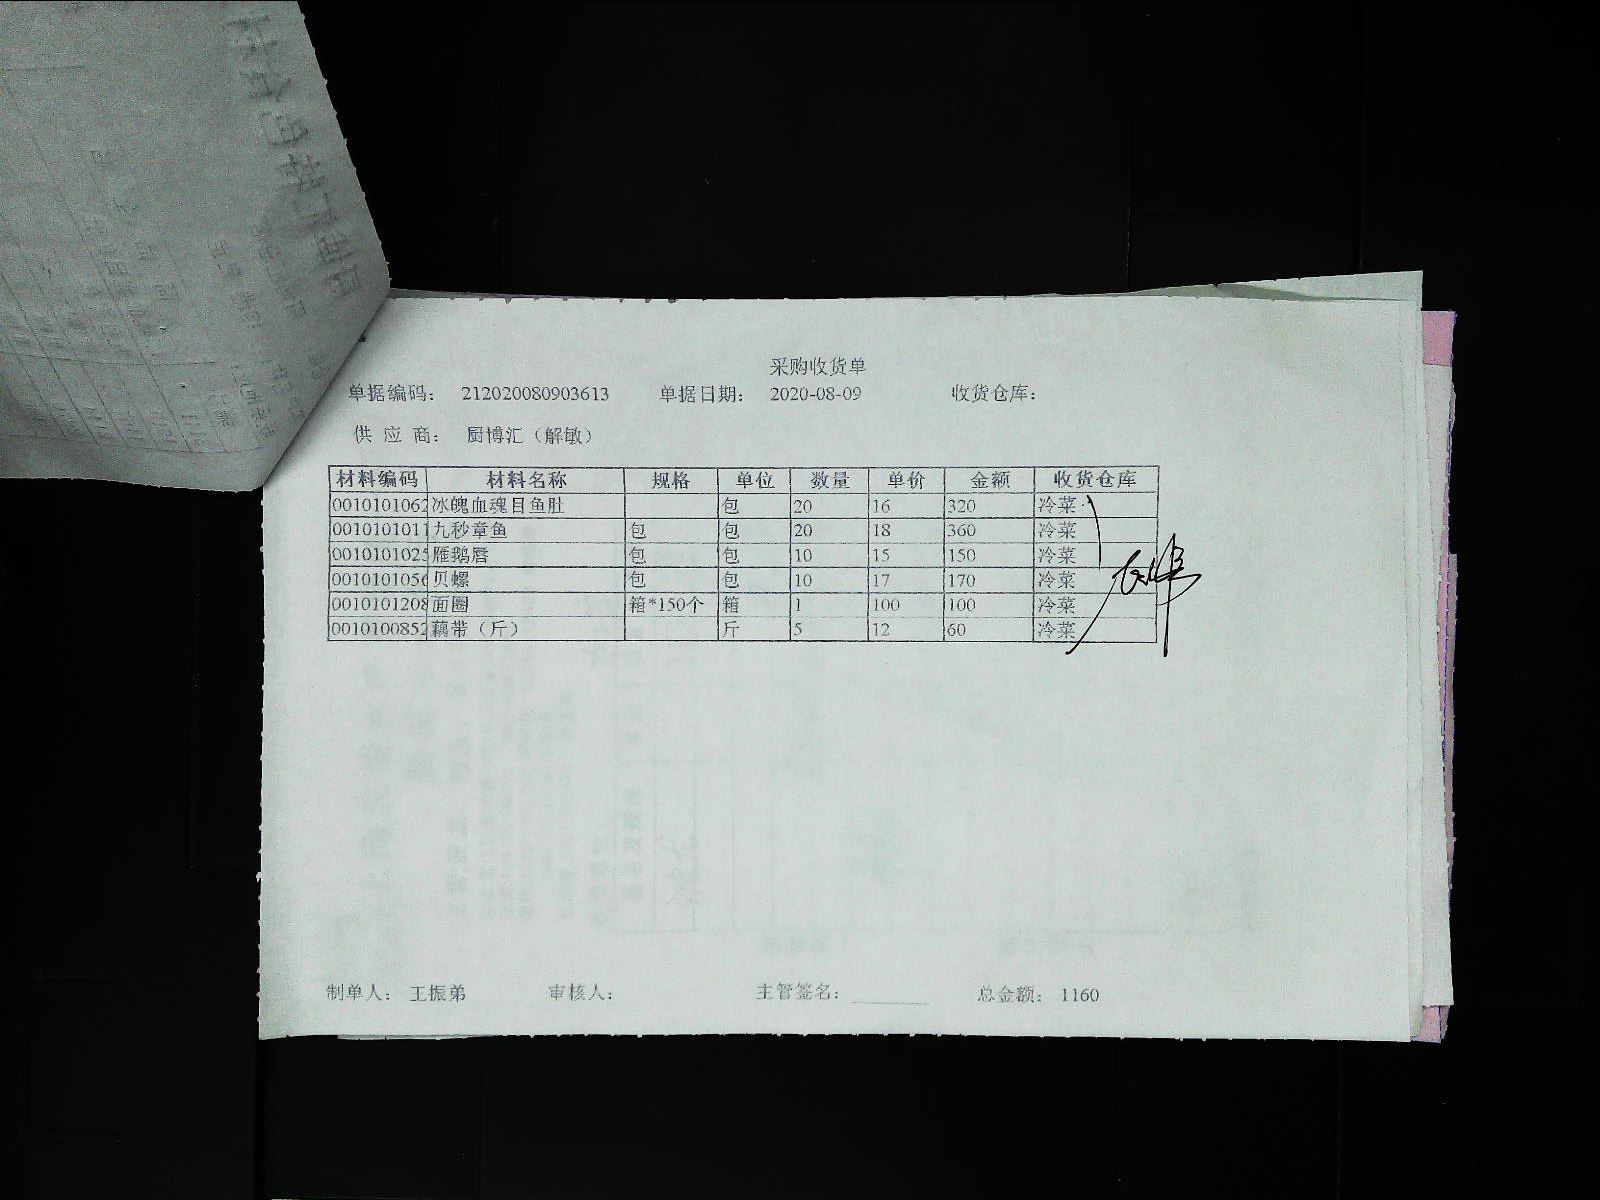 采购收货单
单据编码： 212020080903613 单据日期： 2020-08-09 收货仓库：
供 应 商： 厨博汇（解敏）
材料编码 材料名称 规格 单位 数量 单价 金额 收货仓库
0010101062 冰魄血魂目鱼肚 包 20 16 320 冷菜
0010101011 九秒章鱼 包 包 20 18 360 冷菜
0010101025 雁鹅唇 包 包 10 15 150 冷菜
0010101056 贝螺 包 包 10 17 170 冷菜
0010101208 面圈 箱*150个 箱 1 100 100 冷菜
0010100852 藕带（斤） 斤 5 12 60 冷菜
制单人： 王振弟 审核人： 主管签名： 总金额： 1160